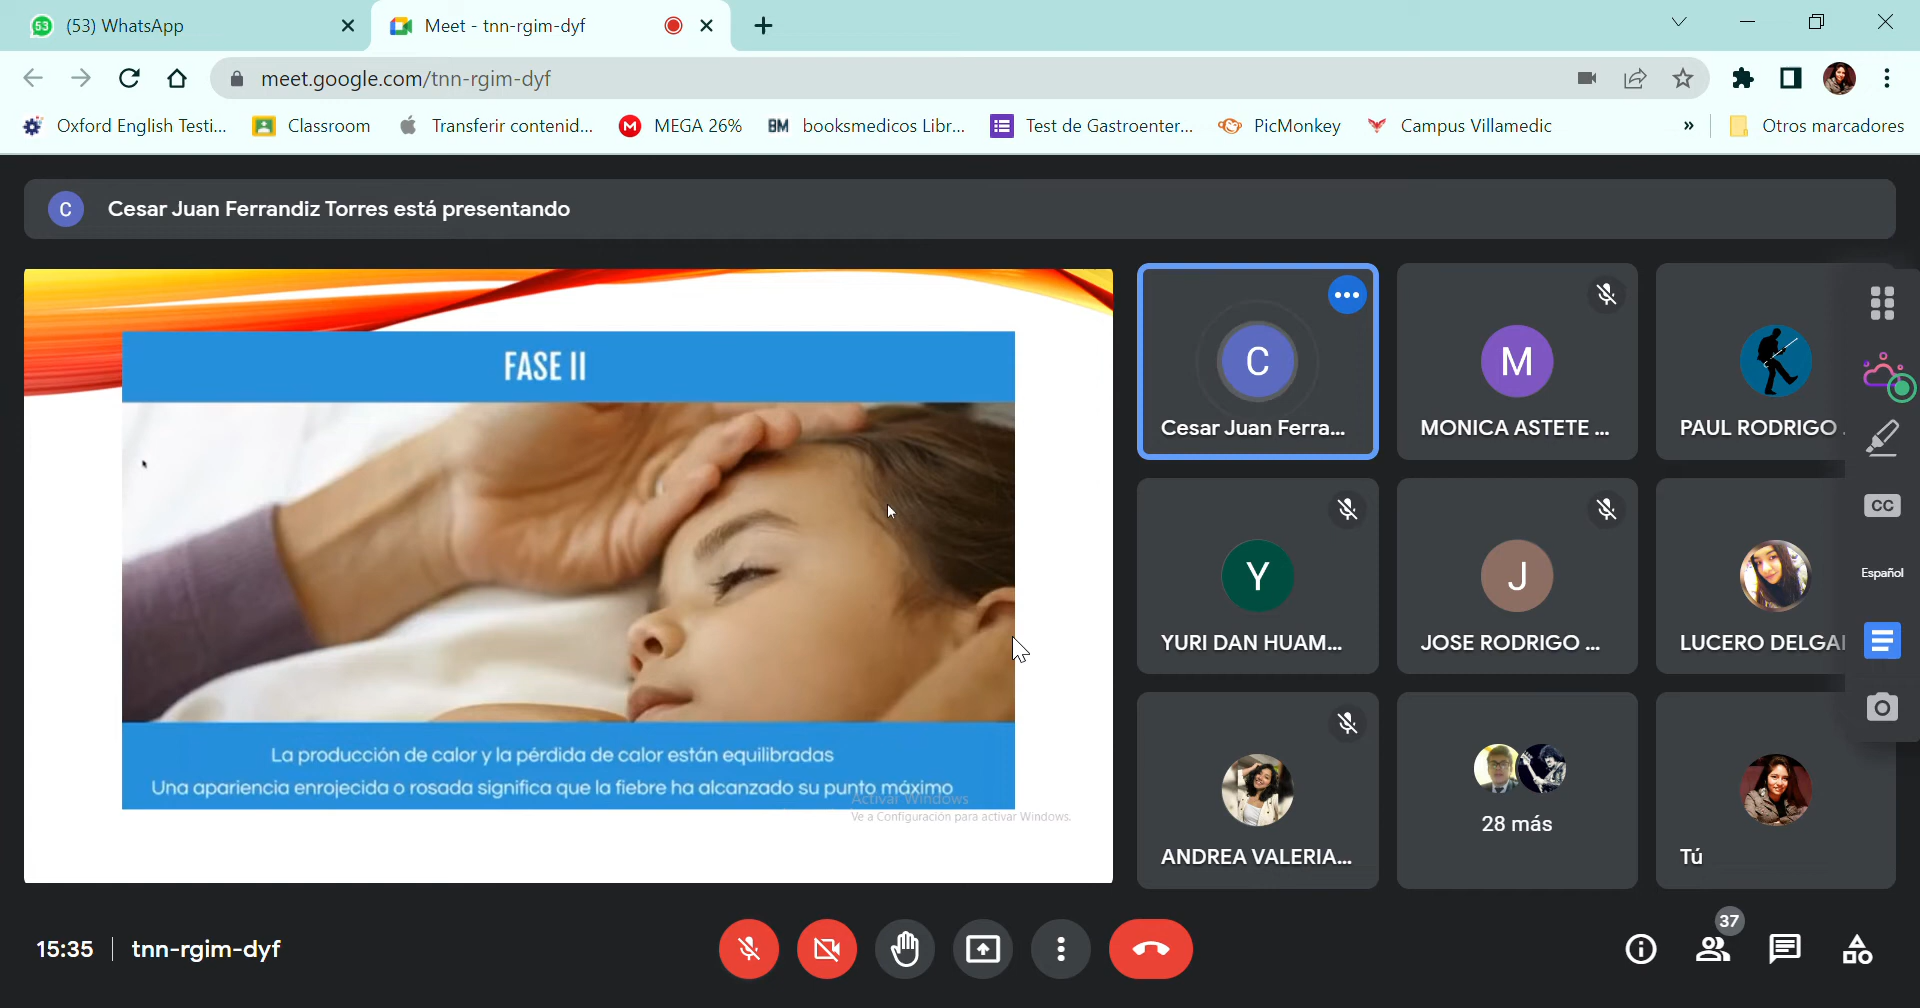 53
(53) WhatsApp
Meet - tnn-rgim-dyf
meet.google.com/tnn-rgim-dyf
Oxford English Testi...
Classroom
Transferir contenid...
M
MEGA 26%
BM
booksmedicos Libr...
Test de Gastroenter...
PicMonkey
Campus Villamedic
»
Otros marcadores
C
Cesar Juan Ferrandiz Torres está presentando
FASE II
La producción de calor y la pérdida de calor están equilibradas
Una apariencia enrojecida o rosada significa que la fiebre ha alcanzado su punto máximo
Activar Windows
Ve a Configuración para activar Windows.
C
Cesar Juan Ferra...
M
MONICA ASTETE ...
PAUL RODRIGO
Y
YURI DAN HUAM...
J
JOSE RODRIGO ...
LUCERO DELGA
ANDREA VALERIA...
28 más
Tú
CC
Español
15:35
tnn-rgim-dyf
37